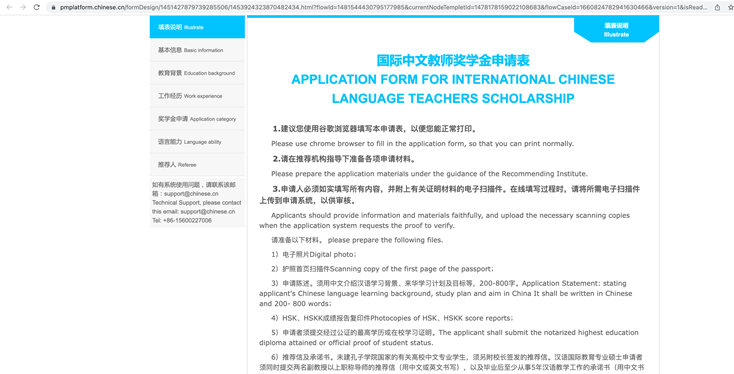 pmplatform.chinese.cn/formDesign/1451427879739285506/1453924323870482434.html?flowId=1481544430795177985&currentNodeTempletId=1478178159022108683&flowCaseId=1660824782941630466&version=1&isRead...
填表说明 Illustrate
基本信息 Basic information
教育背景 Education background
工作经历 Work experience
奖学金申请 Application category
语言能力 Language ability
推荐人 Referee
如有系统使用问题，请联系该邮
箱：support@chinese.cn
Technical Support, please contact
this email: support@chinese.cn
Tel: +86-15600227006
填表说明
Illustrate
国际中文教师奖学金申请表
APPLICATION FORM FOR INTERNATIONAL CHINESE
LANGUAGE TEACHERS SCHOLARSHIP
1.建议您使用谷歌浏览器填写本申请表，以便您能正常打印。
Please use chrome browser to fill in the application form, so that you can print normally.
2.请在推荐机构指导下准备各项申请材料。
Please prepare the application materials under the guidance of the Recommending Institute.
3.申请人必须如实填写所有内容，并附上有关证明材料的电子扫描件。在线填写过程时，请将所需电子扫描件
上传到申请系统，以供审核。
Applicants should provide information and materials faithfully, and upload the necessary scanning copies
when the application system requests the proof to verify.
请准备以下材料。 please prepare the following files.
1）电子照片Digital photo；
2）护照首页扫描件Scanning copy of the first page of the passport；
3）申请陈述。须用中文介绍汉语学习背景、来华学习计划及目标等，200-800字。Application Statement: stating
applicant's Chinese language learning background, study plan and aim in China It shall be written in Chinese
and 200- 800 words；
4）HSK、HSKK成绩报告复印件Photocopies of HSK、HSKK score reports；
5）申请者须提交经过公证的最高学历或在校学习证明。The applicant shall submit the notarized highest education
diploma attained or official proof of student status.
6）推荐信及承诺书。未建孔子学院国家的有关高校中文专业学生，须另附校长签发的推荐信。汉语国际教育专业硕士申请者
须同时提交两名副教授以上职称导师的推荐信（用中文或英文书写），以及毕业后至少从事5年汉语教学工作的承诺书（用中文书